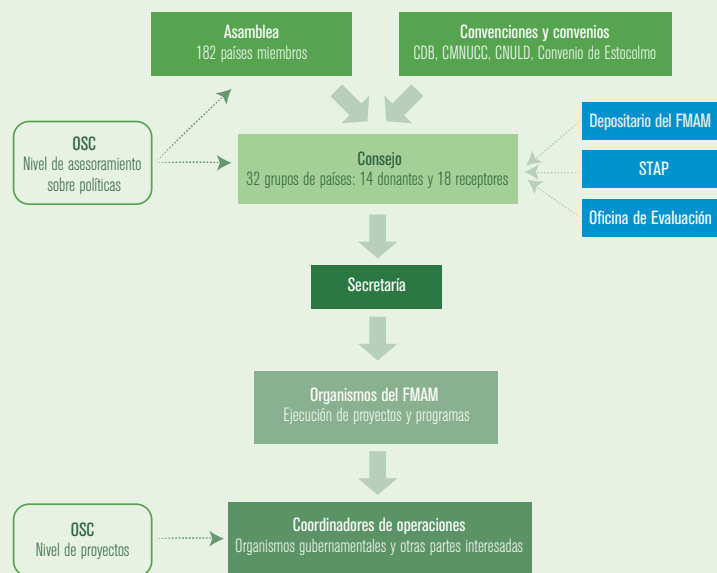 Asamblea
182 países miembros
Convenciones y convenios
CDB, CMNUCC, CNULD, Convenio de Estocolmo
OSC
Nivel de asesoramiento
sobre políticas
Consejo
32 grupos de países: 14 donantes y 18 receptores
Depositario del FMAM
STAP
Oficina de Evaluación
Secretaría
Organismos del FMAM
Ejecución de proyectos y programas
OSC
Nivel de proyectos
Coordinadores de operaciones
Organismos gubernamentales y otras partes interesadas